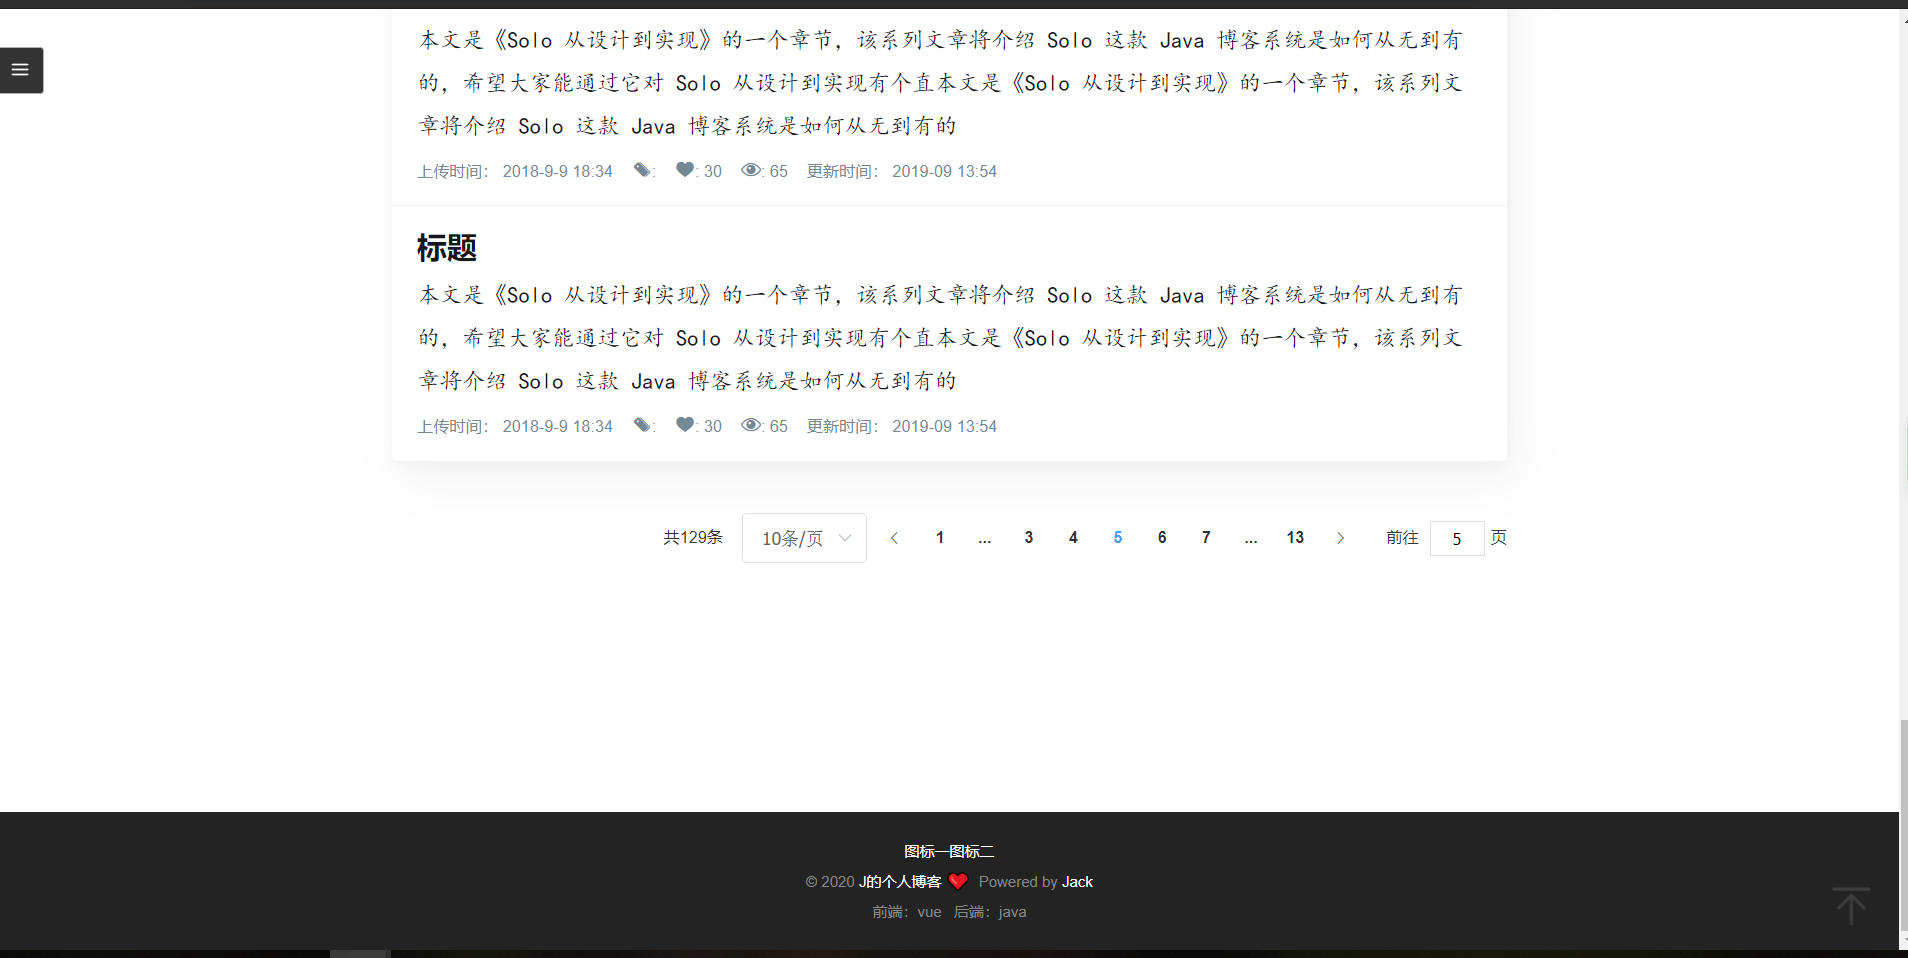 本文是《Solo 从设计到实现》的一个章节，该系列文章将介绍 Solo 这款 Java 博客系统是如何从无到有
的，希望大家能通过它对 Solo 从设计到实现有个直本文是《Solo 从设计到实现》的一个章节，该系列文
章将介绍 Solo 这款 Java 博客系统是如何从无到有的
上传时间： 2018-9-9 18:34 : : 30 : 65 更新时间： 2019-09 13:54
标题
本文是《Solo 从设计到实现》的一个章节，该系列文章将介绍 Solo 这款 Java 博客系统是如何从无到有
的，希望大家能通过它对 Solo 从设计到实现有个直本文是《Solo 从设计到实现》的一个章节，该系列文
章将介绍 Solo 这款 Java 博客系统是如何从无到有的
上传时间： 2018-9-9 18:34 : : 30 : 65 更新时间： 2019-09 13:54
共129条 10条/页 1 ... 3 4 5 6 7 ... 13 前往 5 页
图标一图标二
© 2020 J的个人博客 ❤ Powered by Jack
前端：vue 后端：java